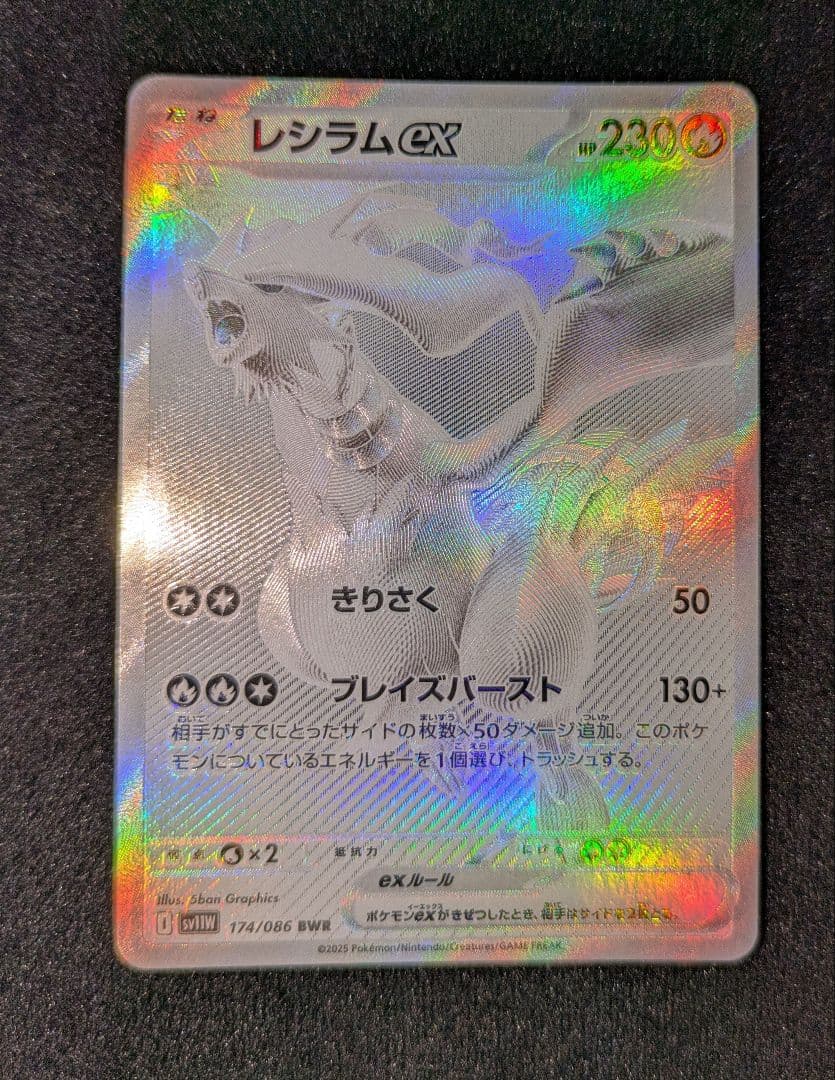 たね
レシラムex
HP 230
きりさく 50
ブレイズバースト 130+
相手がすでにとったサイドの枚数×50ダメージ追加。このポケ
モンについているエネルギーを1個選び、トラッシュする。
弱点 ×2 抵抗力 にげる
exルール
ポケモンexがきぜつしたとき、相手はサイドを2枚とる。
Illus. 5ban Graphics
I SV11W 174/086 BWR
©2025 Pokémon/Nintendo/Creatures/GAME FREAK